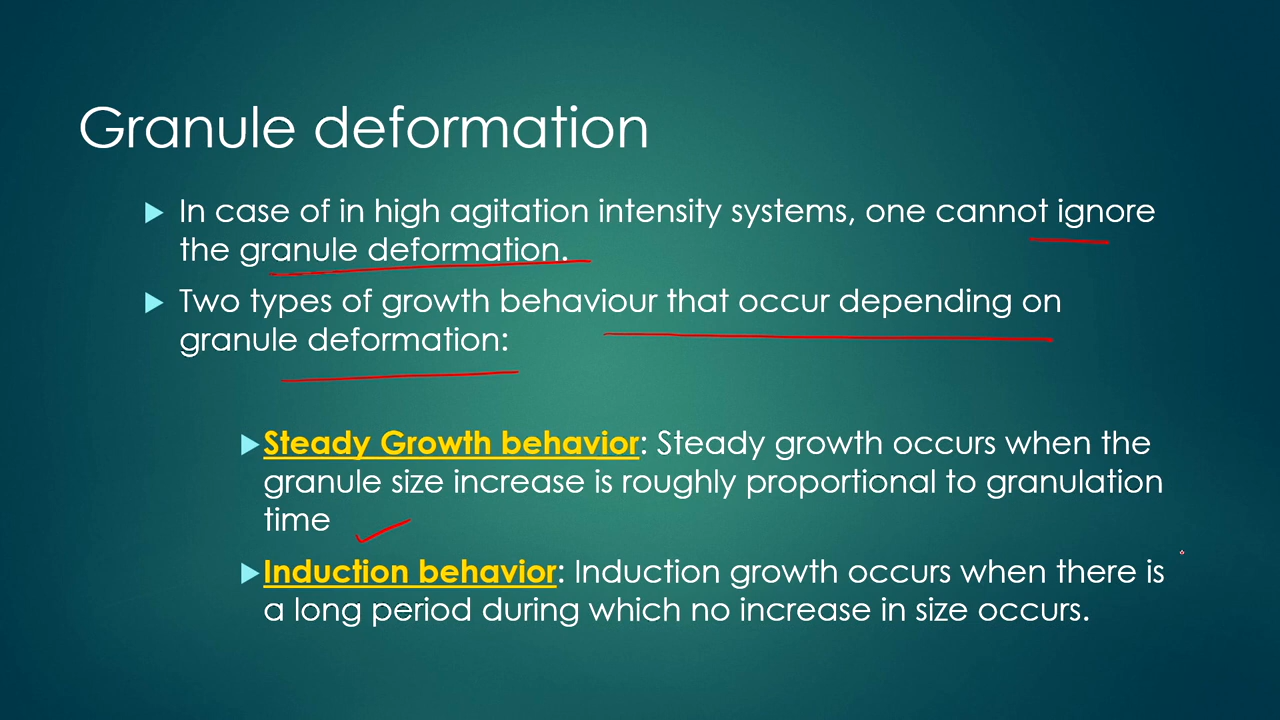 Granule deformation
In case of in high agitation intensity systems, one cannot ignore
the granule deformation.
Two types of growth behaviour that occur depending on
granule deformation:
Steady Growth behavior: Steady growth occurs when the
granule size increase is roughly proportional to granulation
time
Induction behavior: Induction growth occurs when there is
a long period during which no increase in size occurs.